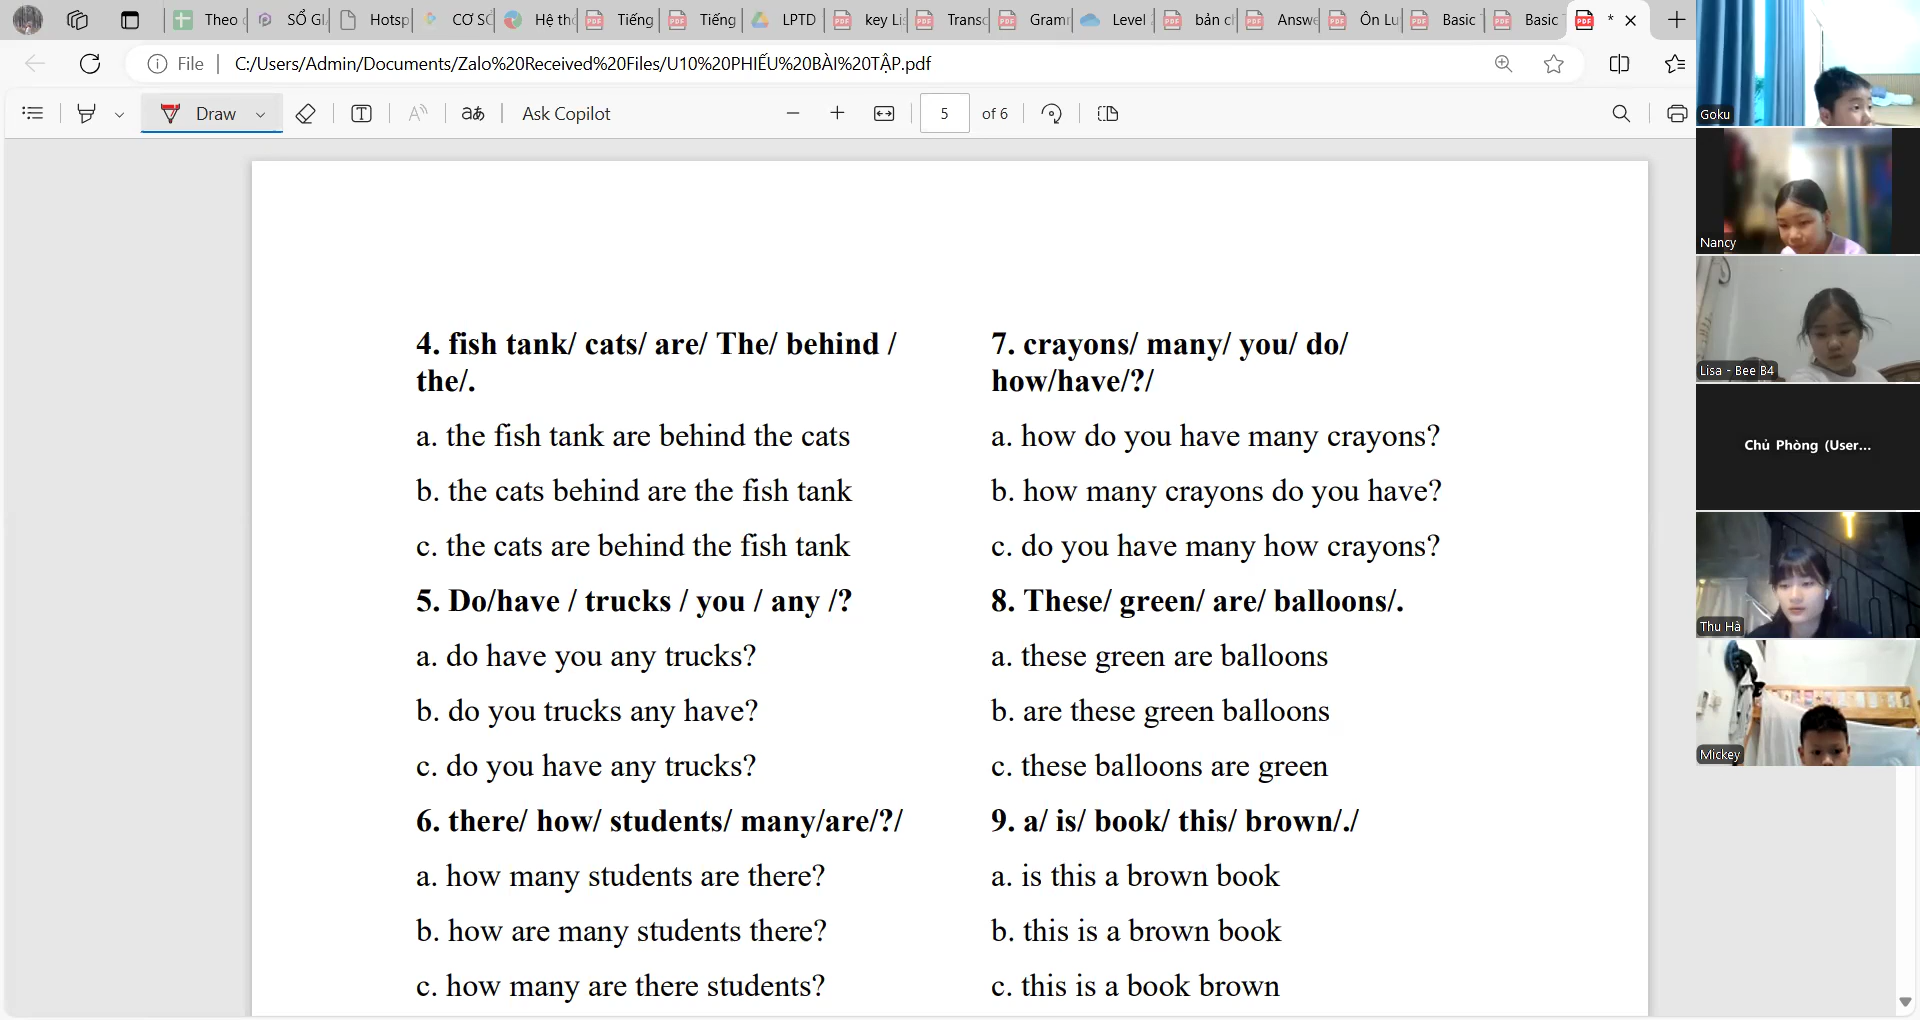 Theo
SỔ GI
Hotsp
CƠ SC
Hệ th
Tiếng
Tiếng
LPTD
key Li
Transc
Gram
Level
bản c
Answe
Ôn Lu
Basic
Basic
*
File
C:/Users/Admin/Documents/Zalo%20Received%20Files/U10%20PHIẾU%20BÀI%20TẬP.pdf
Draw
T
aあ
Ask Copilot
5 of 6
4. fish tank/ cats/ are/ The/ behind /
the/.
a. the fish tank are behind the cats
b. the cats behind are the fish tank
c. the cats are behind the fish tank
5. Do/have / trucks / you / any /?
a. do have you any trucks?
b. do you trucks any have?
c. do you have any trucks?
6. there/ how/ students/ many/are/?/
a. how many students are there?
b. how are many students there?
c. how many are there students?
7. crayons/ many/ you/ do/
how/have/?/
a. how do you have many crayons?
b. how many crayons do you have?
c. do you have many how crayons?
8. These/ green/ are/ balloons/.
a. these green are balloons
b. are these green balloons
c. these balloons are green
9. a/ is/ book/ this/ brown/./
a. is this a brown book
b. this is a brown book
c. this is a book brown
Goku
Nancy
Lisa - Bee B4
Chủ Phòng (User...
Thu Hà
Mickey